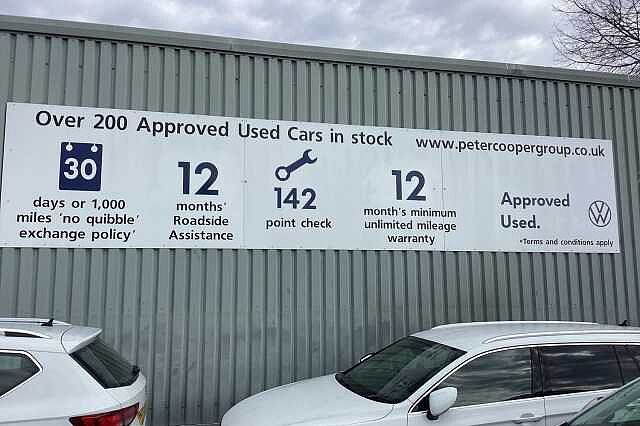 Over 200 Approved Used Cars in stock
www.petercoopergroup.co.uk
30
days or 1,000
miles 'no quibble'
exchange policy'
12
months'
Roadside
Assistance
142
point check
12
month's minimum
unlimited mileage
warranty
Approved
Used.
*Terms and conditions apply